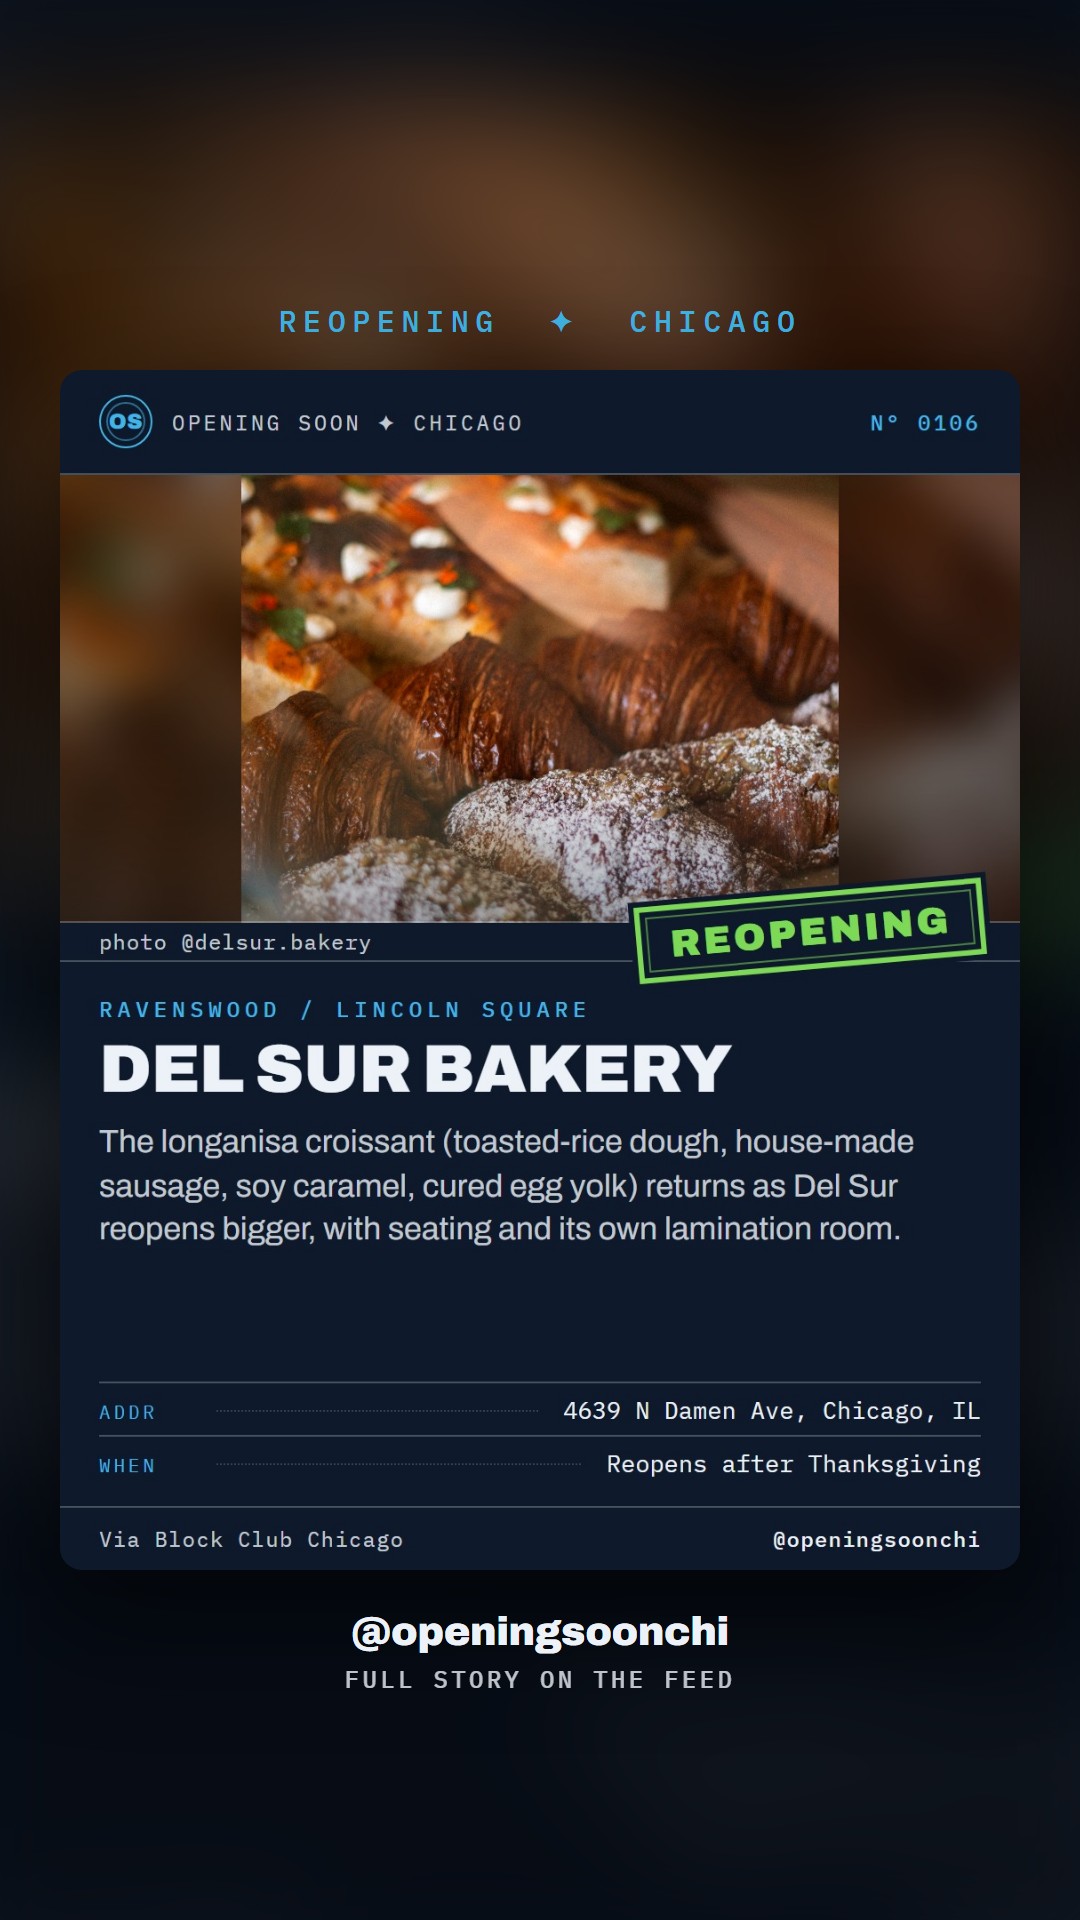 REOPENING ✦ CHICAGO
OS OPENING SOON ✦ CHICAGO N° 0106
photo @delsur.bakery
REOPENING
RAVENSWOOD / LINCOLN SQUARE
DEL SUR BAKERY
The longanisa croissant (toasted-rice dough, house-made
sausage, soy caramel, cured egg yolk) returns as Del Sur
reopens bigger, with seating and its own lamination room.
ADDR 4639 N Damen Ave, Chicago, IL
WHEN Reopens after Thanksgiving
Via Block Club Chicago @openingsoonchi
@openingsoonchi
FULL STORY ON THE FEED